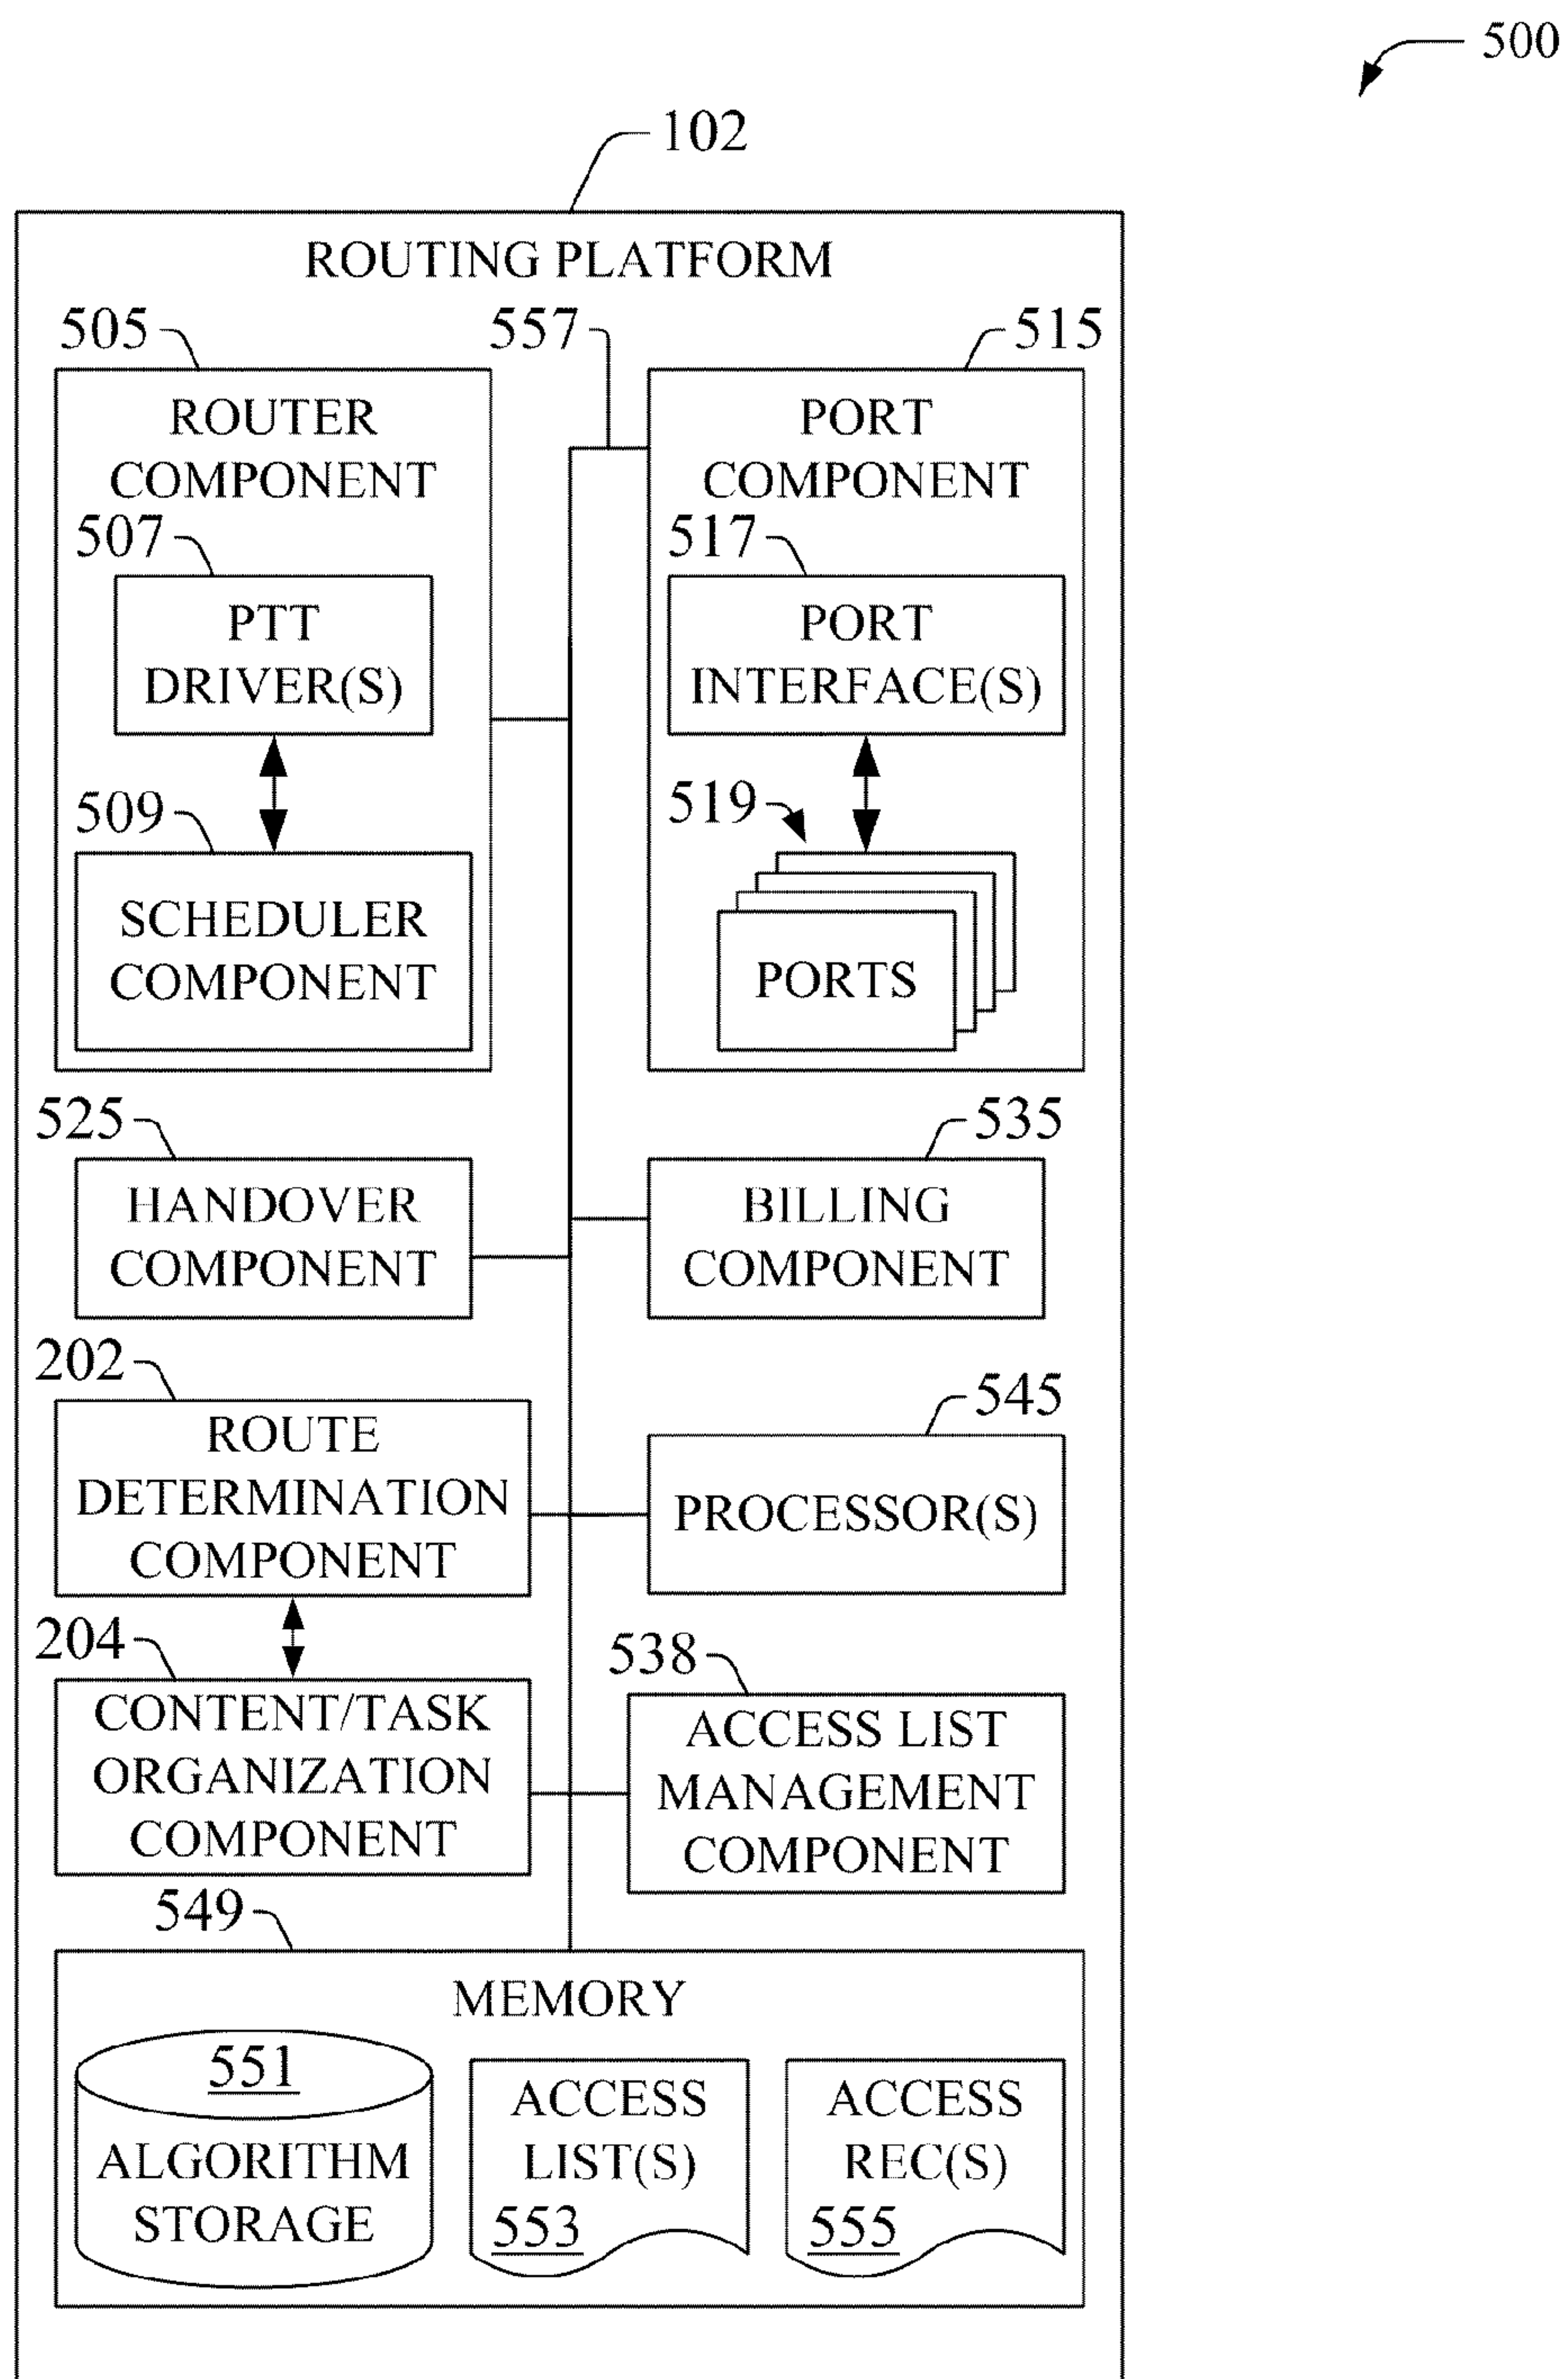 500
102
ROUTING PLATFORM
505
557
515
ROUTER
COMPONENT
PORT
COMPONENT
507
517
PTT
DRIVER(S)
PORT
INTERFACE(S)
509
519
SCHEDULER
COMPONENT
PORTS
525
535
HANDOVER
COMPONENT
BILLING
COMPONENT
202
545
ROUTE
DETERMINATION
COMPONENT
PROCESSOR(S)
204
538
CONTENT/TASK
ORGANIZATION
COMPONENT
ACCESS LIST
MANAGEMENT
COMPONENT
549
MEMORY
551
ALGORITHM
STORAGE
ACCESS
LIST(S)
553
ACCESS
REC(S)
555